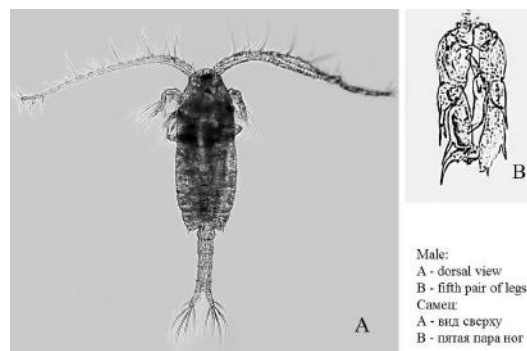 A
B
Male:
A - dorsal view
B - fifth pair of legs
Самец:
А - вид сверху
В - пятая пара ног